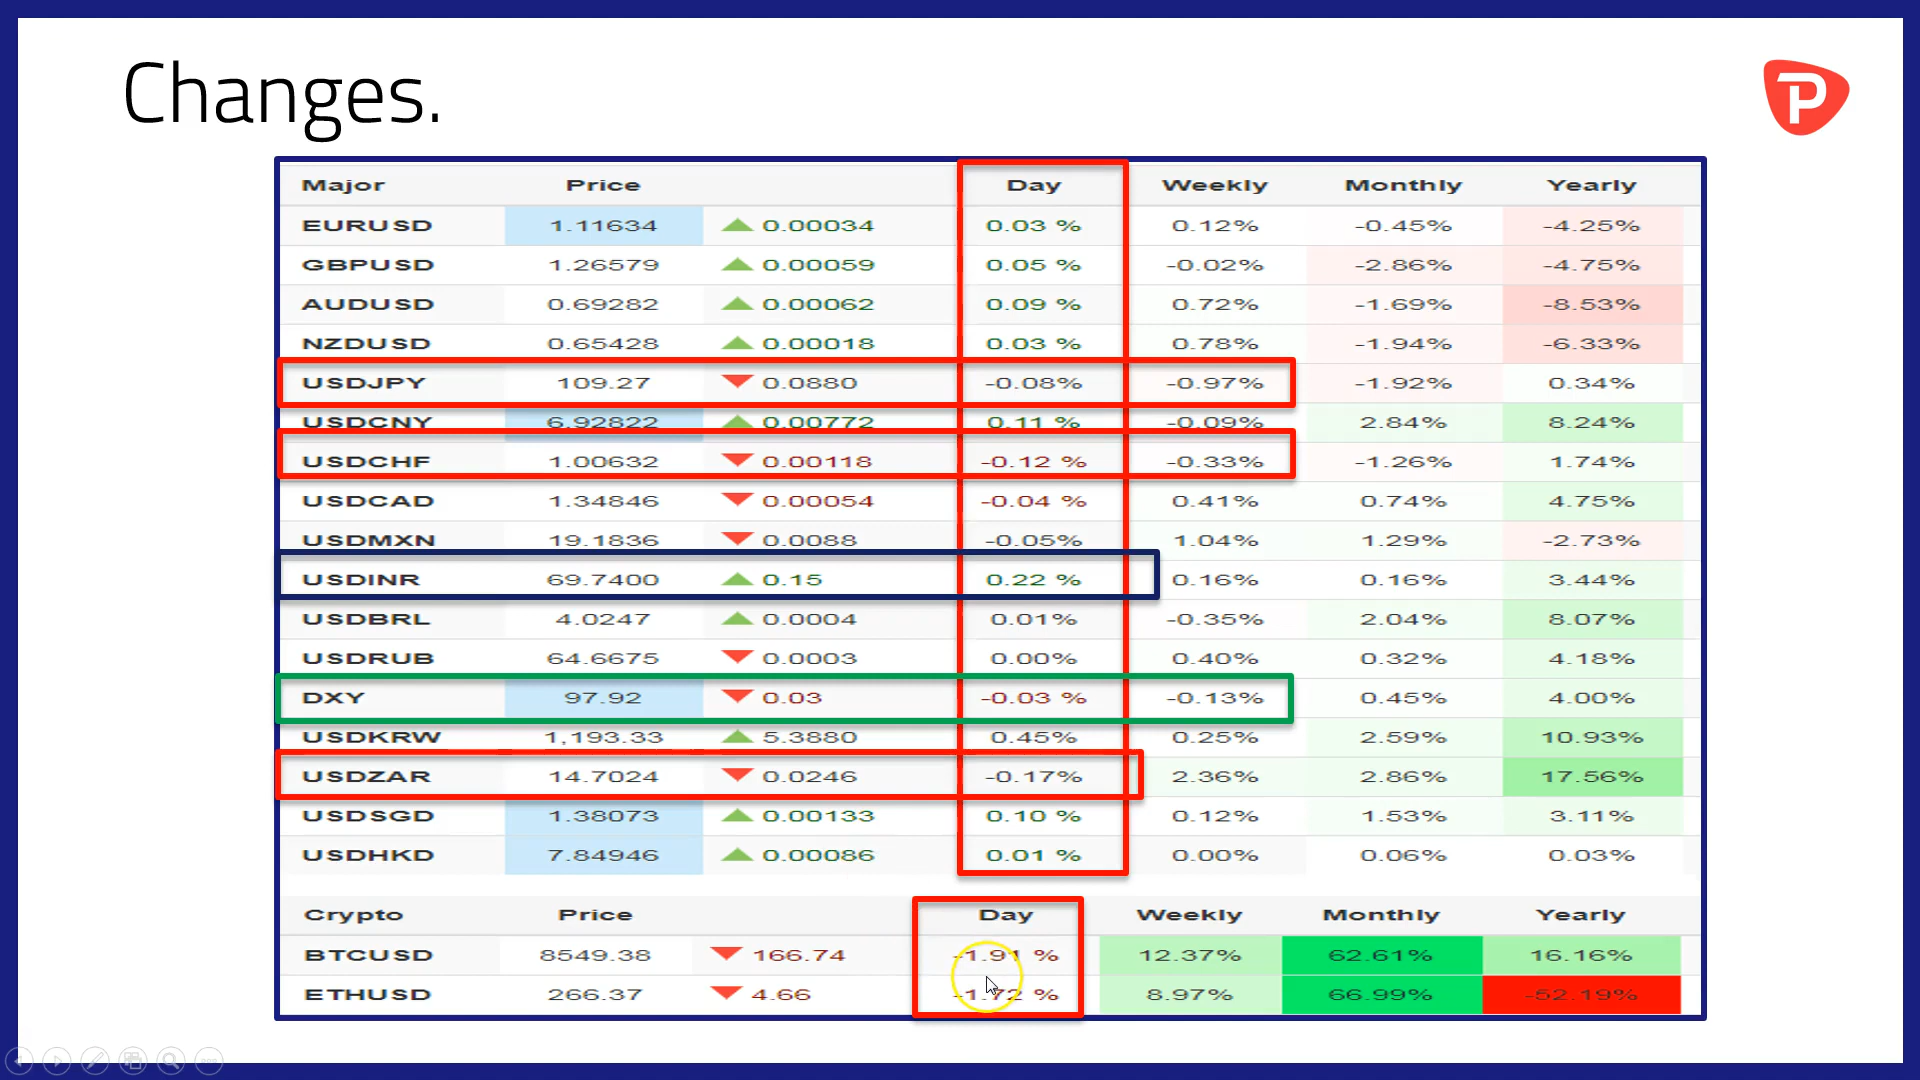 Changes.
P
Major Price Day Weekly Monthly Yearly
EURUSD 1.11634 0.00034 0.03 % 0.12% -0.45% -4.25%
GBPUSD 1.26579 0.00059 0.05 % -0.02% -2.86% -4.75%
AUDUSD 0.69282 0.00062 0.09 % 0.72% -1.69% -8.53%
NZDUSD 0.65428 0.00018 0.03 % 0.78% -1.94% -6.33%
USDJPY 109.27 0.0880 -0.08% -0.97% -1.92% 0.34%
USDCNY 6.92822 0.00772 0.11 % -0.09% 2.84% 8.24%
USDCHF 1.00632 0.00118 -0.12 % -0.33% -1.26% 1.74%
USDCAD 1.34846 0.00054 -0.04 % 0.41% 0.74% 4.75%
USDMXN 19.1836 0.0088 -0.05% 1.04% 1.29% -2.73%
USDINR 69.7400 0.15 0.22 % 0.16% 0.16% 3.44%
USDBRL 4.0247 0.0004 0.01% -0.35% 2.04% 8.07%
USDRUB 64.6675 0.0003 0.00% 0.40% 0.32% 4.18%
DXY 97.92 0.03 -0.03 % -0.13% 0.45% 4.00%
USDKRW 1,193.33 5.3880 0.45% 0.25% 2.59% 10.93%
USDZAR 14.7024 0.0246 -0.17% 2.36% 2.86% 17.56%
USDSGD 1.38073 0.00133 0.10 % 0.12% 1.53% 3.11%
USDHKD 7.84946 0.00086 0.01 % 0.00% 0.06% 0.03%
Crypto Price Day Weekly Monthly Yearly
BTCUSD 8549.38 166.74 -1.91 % 12.37% 62.61% 16.16%
ETHUSD 266.37 4.66 -1.72 % 8.97% 66.99% -52.19%